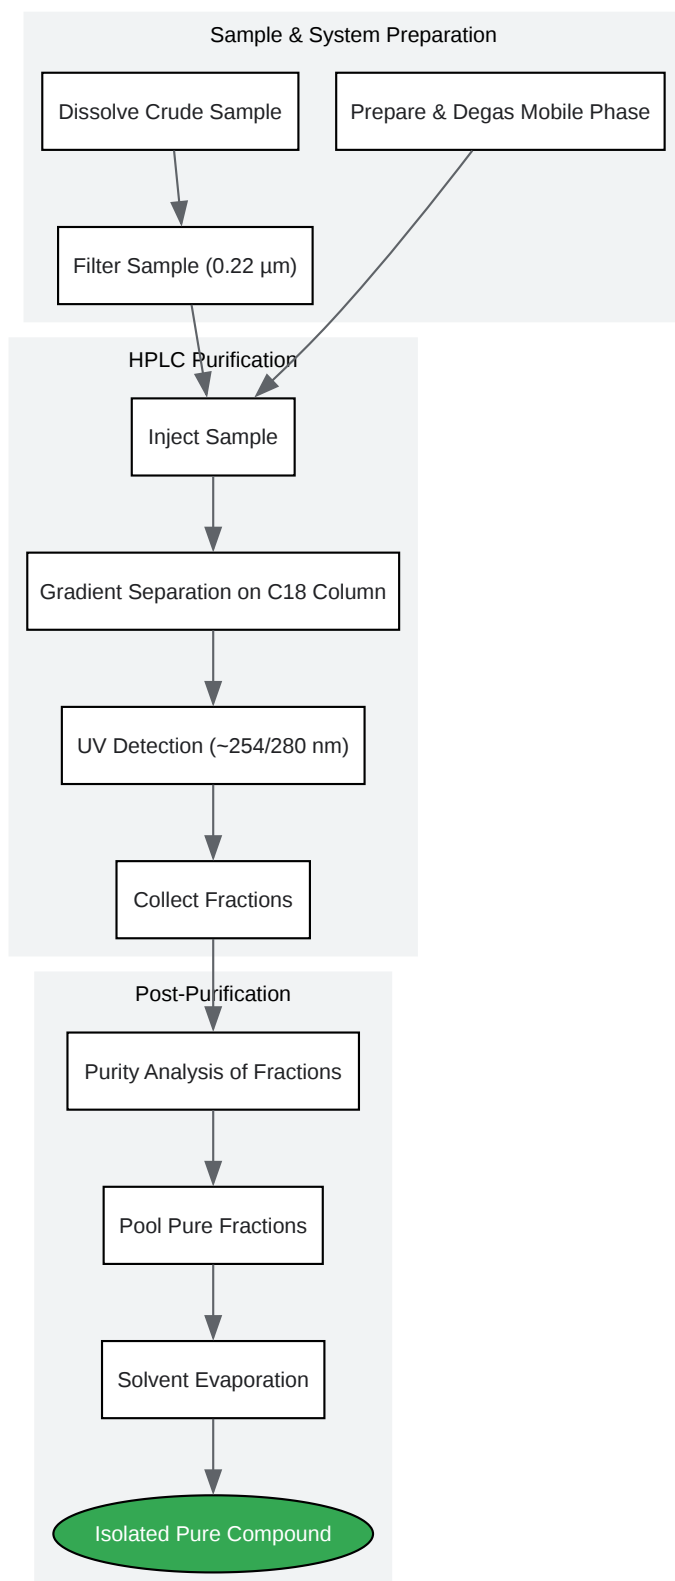 Sample & System Preparation
Dissolve Crude Sample
Prepare & Degas Mobile Phase
Filter Sample (0.22 µm)
HPLC Purification
Inject Sample
Gradient Separation on C18 Column
UV Detection (~254/280 nm)
Collect Fractions
Post-Purification
Purity Analysis of Fractions
Pool Pure Fractions
Solvent Evaporation
Isolated Pure Compound